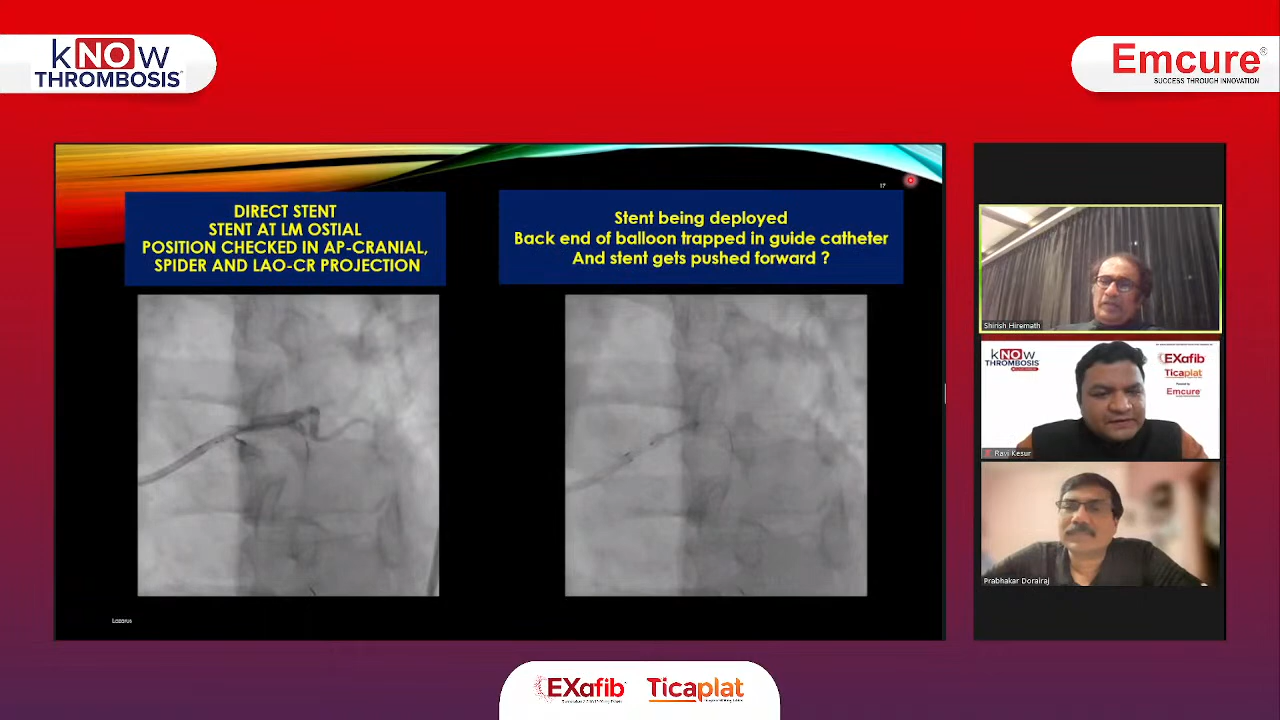 kNOw
THROMBOSIS
Emcure®
SUCCESS THROUGH INNOVATION
17
DIRECT STENT
STENT AT LM OSTIAL
POSITION CHECKED IN AP-CRANIAL,
SPIDER AND LAO-CR PROJECTION
Stent being deployed
Back end of balloon trapped in guide catheter
And stent gets pushed forward ?
Lazarus
Shirish Hiremath
kNOw
THROMBOSIS
EXafib
Ticaplat
Emcure
Ravi Kesur
Prabhakar Dorairaj
EXafib
Ticaplat